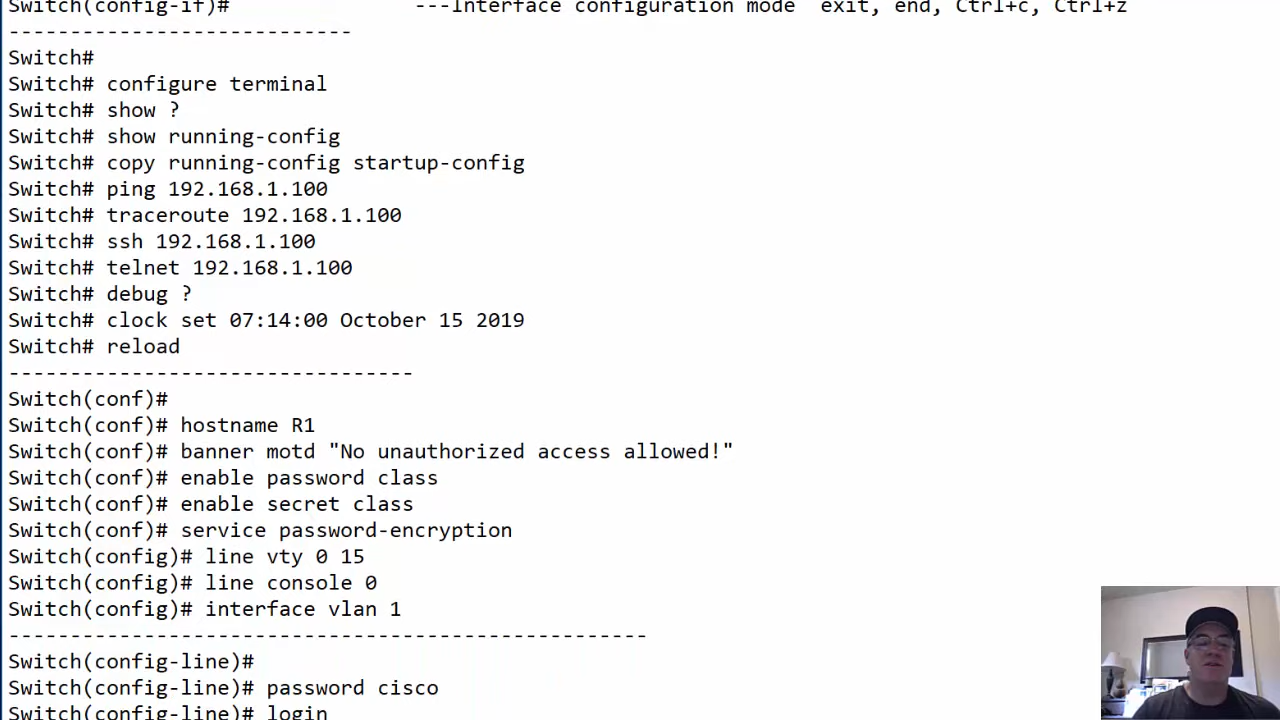 Switch(config-if)#               ---Interface configuration mode  exit, end, Ctrl+c, Ctrl+z
----------------------------
Switch#
Switch# configure terminal
Switch# show ?
Switch# show running-config
Switch# copy running-config startup-config
Switch# ping 192.168.1.100
Switch# traceroute 192.168.1.100
Switch# ssh 192.168.1.100
Switch# telnet 192.168.1.100
Switch# debug ?
Switch# clock set 07:14:00 October 15 2019
Switch# reload
---------------------------------
Switch(conf)#
Switch(conf)# hostname R1
Switch(conf)# banner motd "No unauthorized access allowed!"
Switch(conf)# enable password class
Switch(conf)# enable secret class
Switch(conf)# service password-encryption
Switch(config)# line vty 0 15
Switch(config)# line console 0
Switch(config)# interface vlan 1
----------------------------------------------------
Switch(config-line)#
Switch(config-line)# password cisco
Switch(config-line)# login